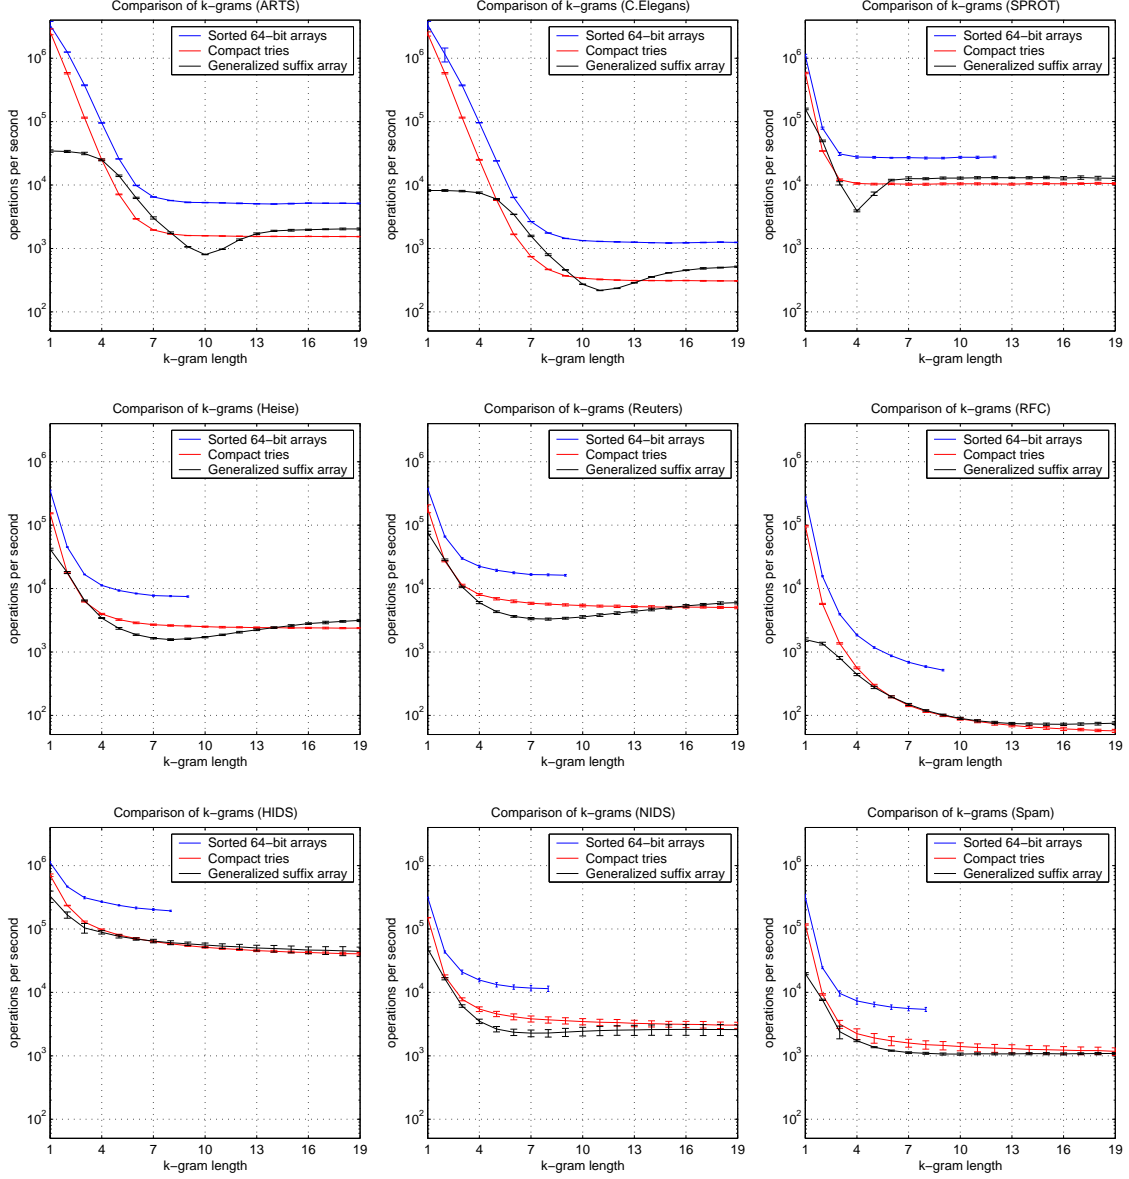 Comparison of k−grams (ARTS)
operations per second
10^6
10^5
10^4
10^3
10^2
Sorted 64−bit arrays
Compact tries
Generalized suffix array
1 4 7 10 13 16 19
k−gram length
Comparison of k−grams (C.Elegans)
operations per second
10^6
10^5
10^4
10^3
10^2
Sorted 64−bit arrays
Compact tries
Generalized suffix array
1 4 7 10 13 16 19
k−gram length
Comparison of k−grams (SPROT)
operations per second
10^6
10^5
10^4
10^3
10^2
Sorted 64−bit arrays
Compact tries
Generalized suffix array
1 4 7 10 13 16 19
k−gram length
Comparison of k−grams (Heise)
operations per second
10^6
10^5
10^4
10^3
10^2
Sorted 64−bit arrays
Compact tries
Generalized suffix array
1 4 7 10 13 16 19
k−gram length
Comparison of k−grams (Reuters)
operations per second
10^6
10^5
10^4
10^3
10^2
Sorted 64−bit arrays
Compact tries
Generalized suffix array
1 4 7 10 13 16 19
k−gram length
Comparison of k−grams (RFC)
operations per second
10^6
10^5
10^4
10^3
10^2
Sorted 64−bit arrays
Compact tries
Generalized suffix array
1 4 7 10 13 16 19
k−gram length
Comparison of k−grams (HIDS)
operations per second
10^6
10^5
10^4
10^3
10^2
Sorted 64−bit arrays
Compact tries
Generalized suffix array
1 4 7 10 13 16 19
k−gram length
Comparison of k−grams (NIDS)
operations per second
10^6
10^5
10^4
10^3
10^2
Sorted 64−bit arrays
Compact tries
Generalized suffix array
1 4 7 10 13 16 19
k−gram length
Comparison of k−grams (Spam)
operations per second
10^6
10^5
10^4
10^3
10^2
Sorted 64−bit arrays
Compact tries
Generalized suffix array
1 4 7 10 13 16 19
k−gram length